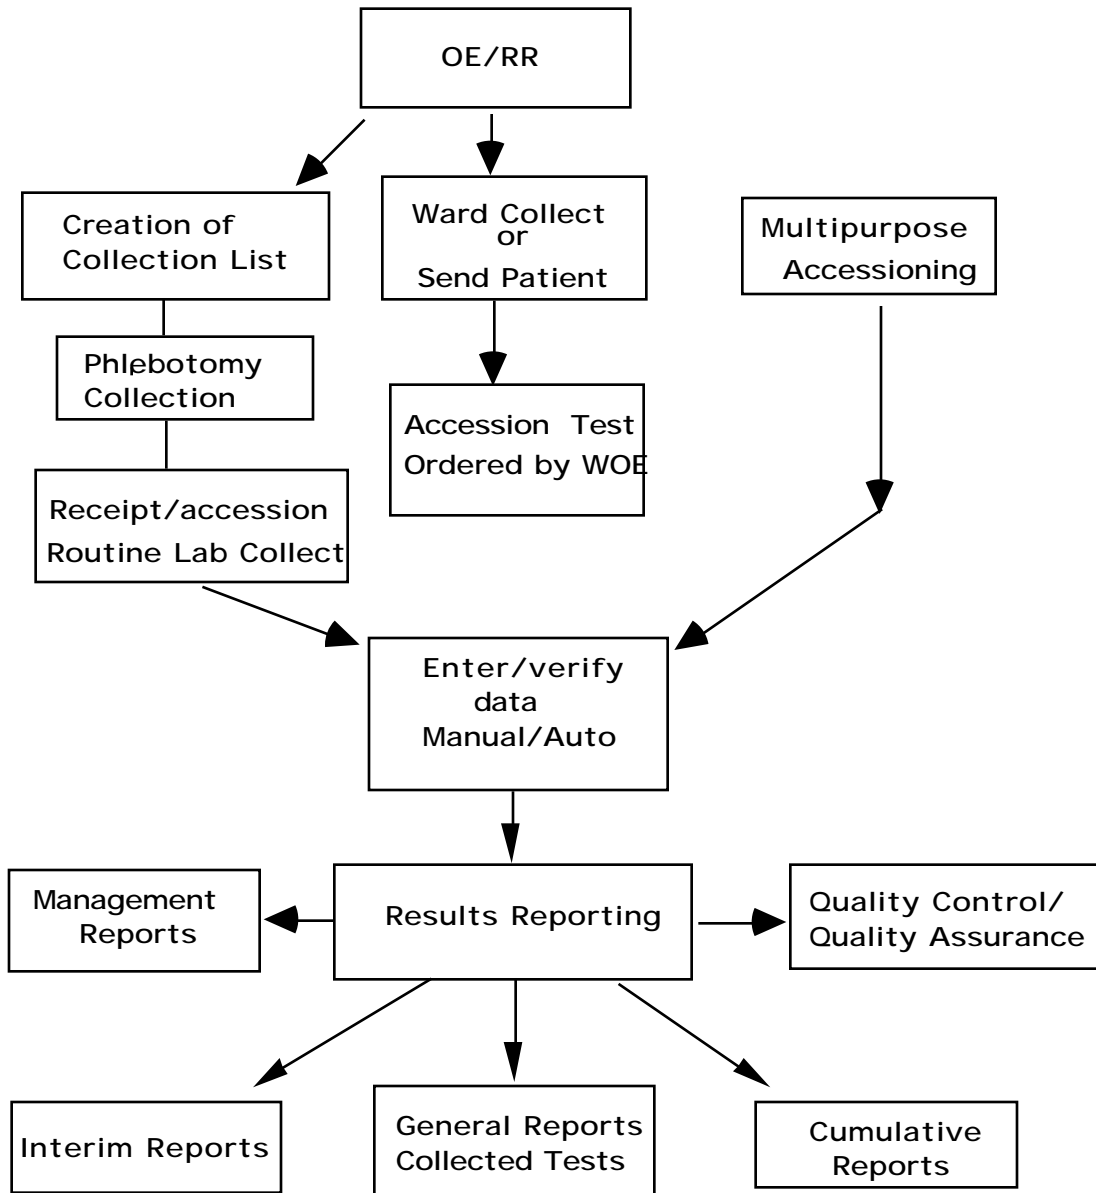 OE/RR
Creation of
Collection List
Ward Collect
or
Send Patient
Multipurpose
Accessioning
Phlebotomy
Collection
Accession Test
Ordered by WOE
Receipt/accession
Routine Lab Collect
Enter/verify
data
Manual/Auto
Management
Reports
Results Reporting
Quality Control/
Quality Assurance
Interim Reports
General Reports
Collected Tests
Cumulative
Reports